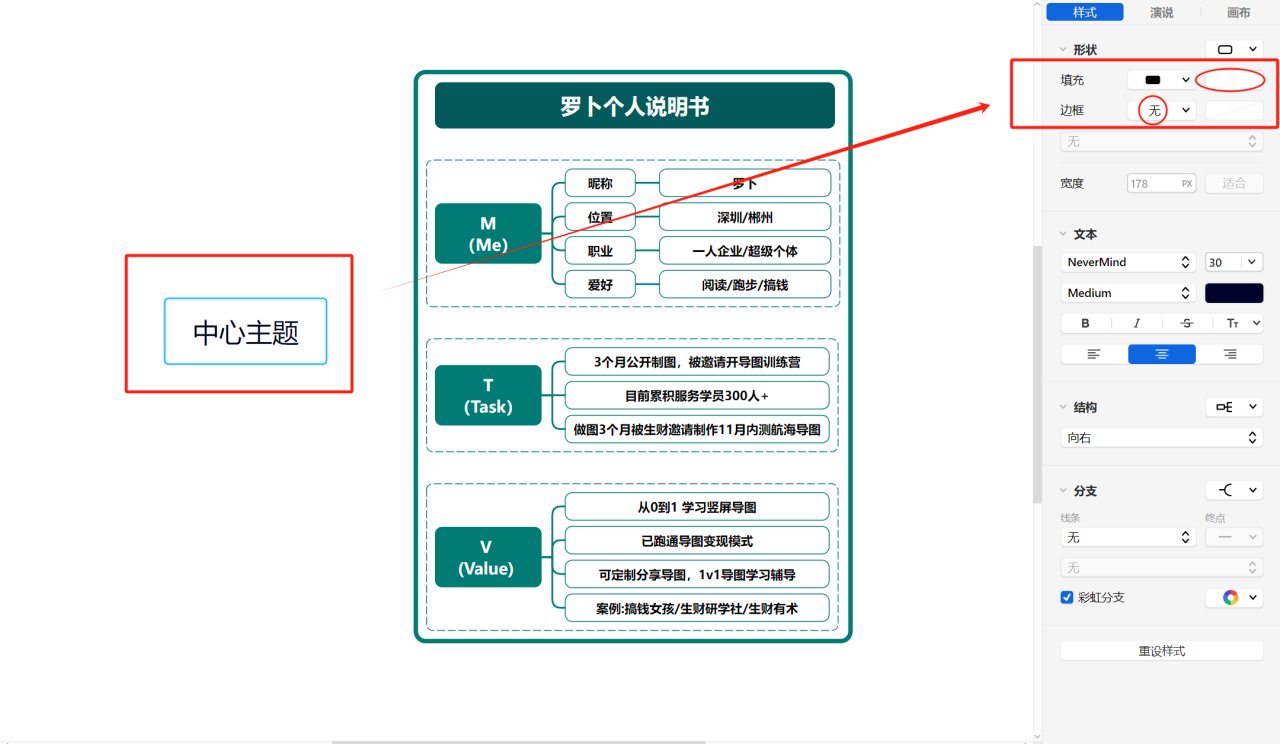 样式
演说
画布
形状
填充
边框
无
无
宽度
178
PX
适合
文本
NeverMind
30
Medium
B
I
S
Tт
结构
向右
分支
线条
终点
无
无
彩虹分支
重设样式
中心主题
罗卜个人说明书
M
(Me)
昵称
罗卜
位置
深圳/郴州
职业
一人企业/超级个体
爱好
阅读/跑步/搞钱
T
(Task)
3个月公开制图，被邀请开导图训练营
目前累积服务学员300人+
做图3个月被生财邀请制作11月内测航海导图
V
(Value)
从0到1 学习竖屏导图
已跑通导图变现模式
可定制分享导图，1v1导图学习辅导
案例:搞钱女孩/生财研学社/生财有术